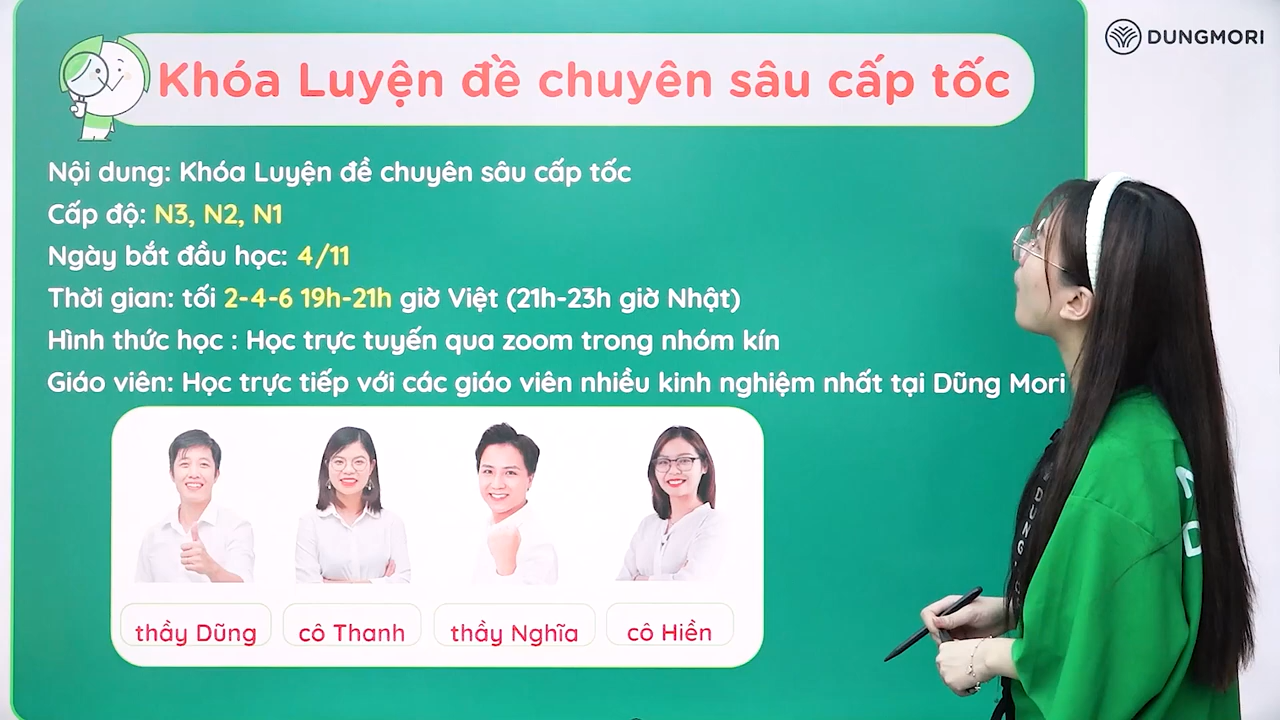 DUNGMORI
Khóa Luyện đề chuyên sâu cấp tốc
Nội dung: Khóa Luyện đề chuyên sâu cấp tốc
Cấp độ: N3, N2, N1
Ngày bắt đầu học: 4/11
Thời gian: tối 2-4-6 19h-21h giờ Việt (21h-23h giờ Nhật)
Hình thức học : Học trực tuyến qua zoom trong nhóm kín
Giáo viên: Học trực tiếp với các giáo viên nhiều kinh nghiệm nhất tại Dũng Mori
thầy Dũng
cô Thanh
thầy Nghĩa
cô Hiền